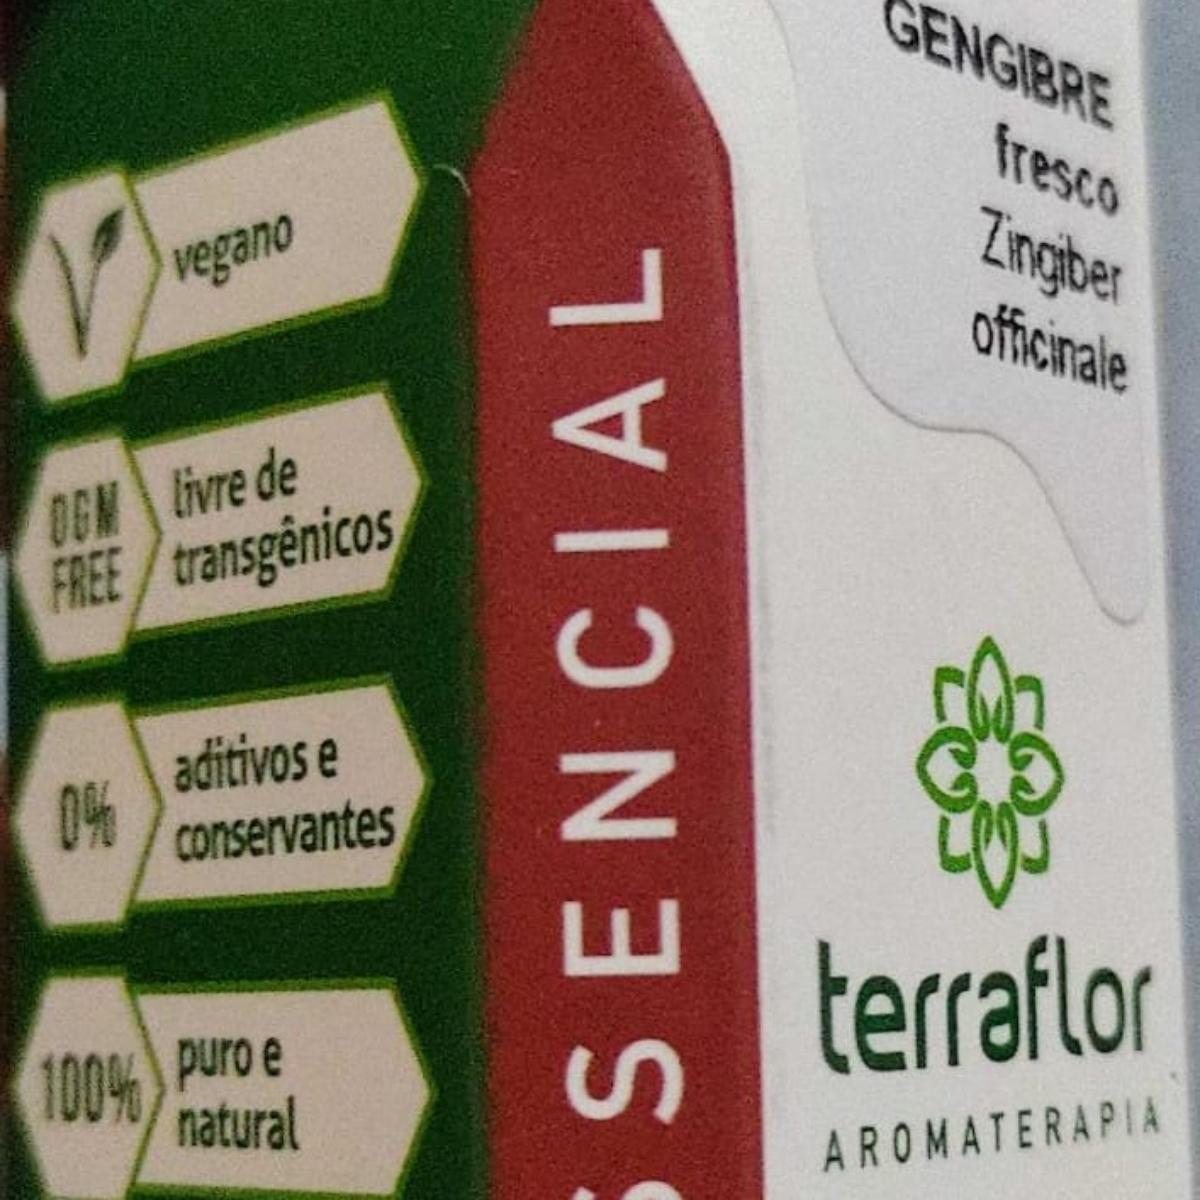 vegano
OGM
FREE
livre de
transgênicos
0%
aditivos e
conservantes
100%
puro e
natural
SSENCIAL
GENGIBRE
fresco
Zingiber
officinale
terraflor
AROMATERAPIA